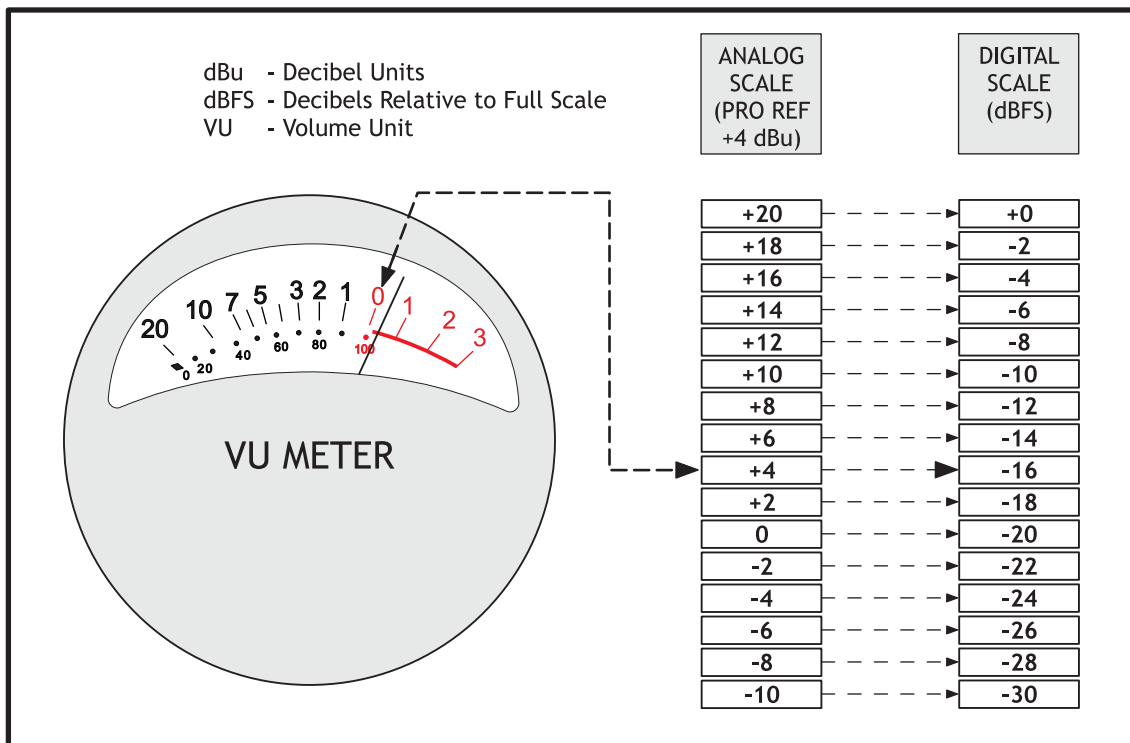 dBu - Decibel Units
dBFS - Decibels Relative to Full Scale
VU - Volume Unit
ANALOG
SCALE
(PRO REF
+4 dBu)
DIGITAL
SCALE
(dBFS)
20 10 7 5 3 2 1 0 1 2 3
0 20 40 60 80 100
VU METER
+20 +0
+18 -2
+16 -4
+14 -6
+12 -8
+10 -10
+8 -12
+6 -14
+4 -16
+2 -18
0 -20
-2 -22
-4 -24
-6 -26
-8 -28
-10 -30